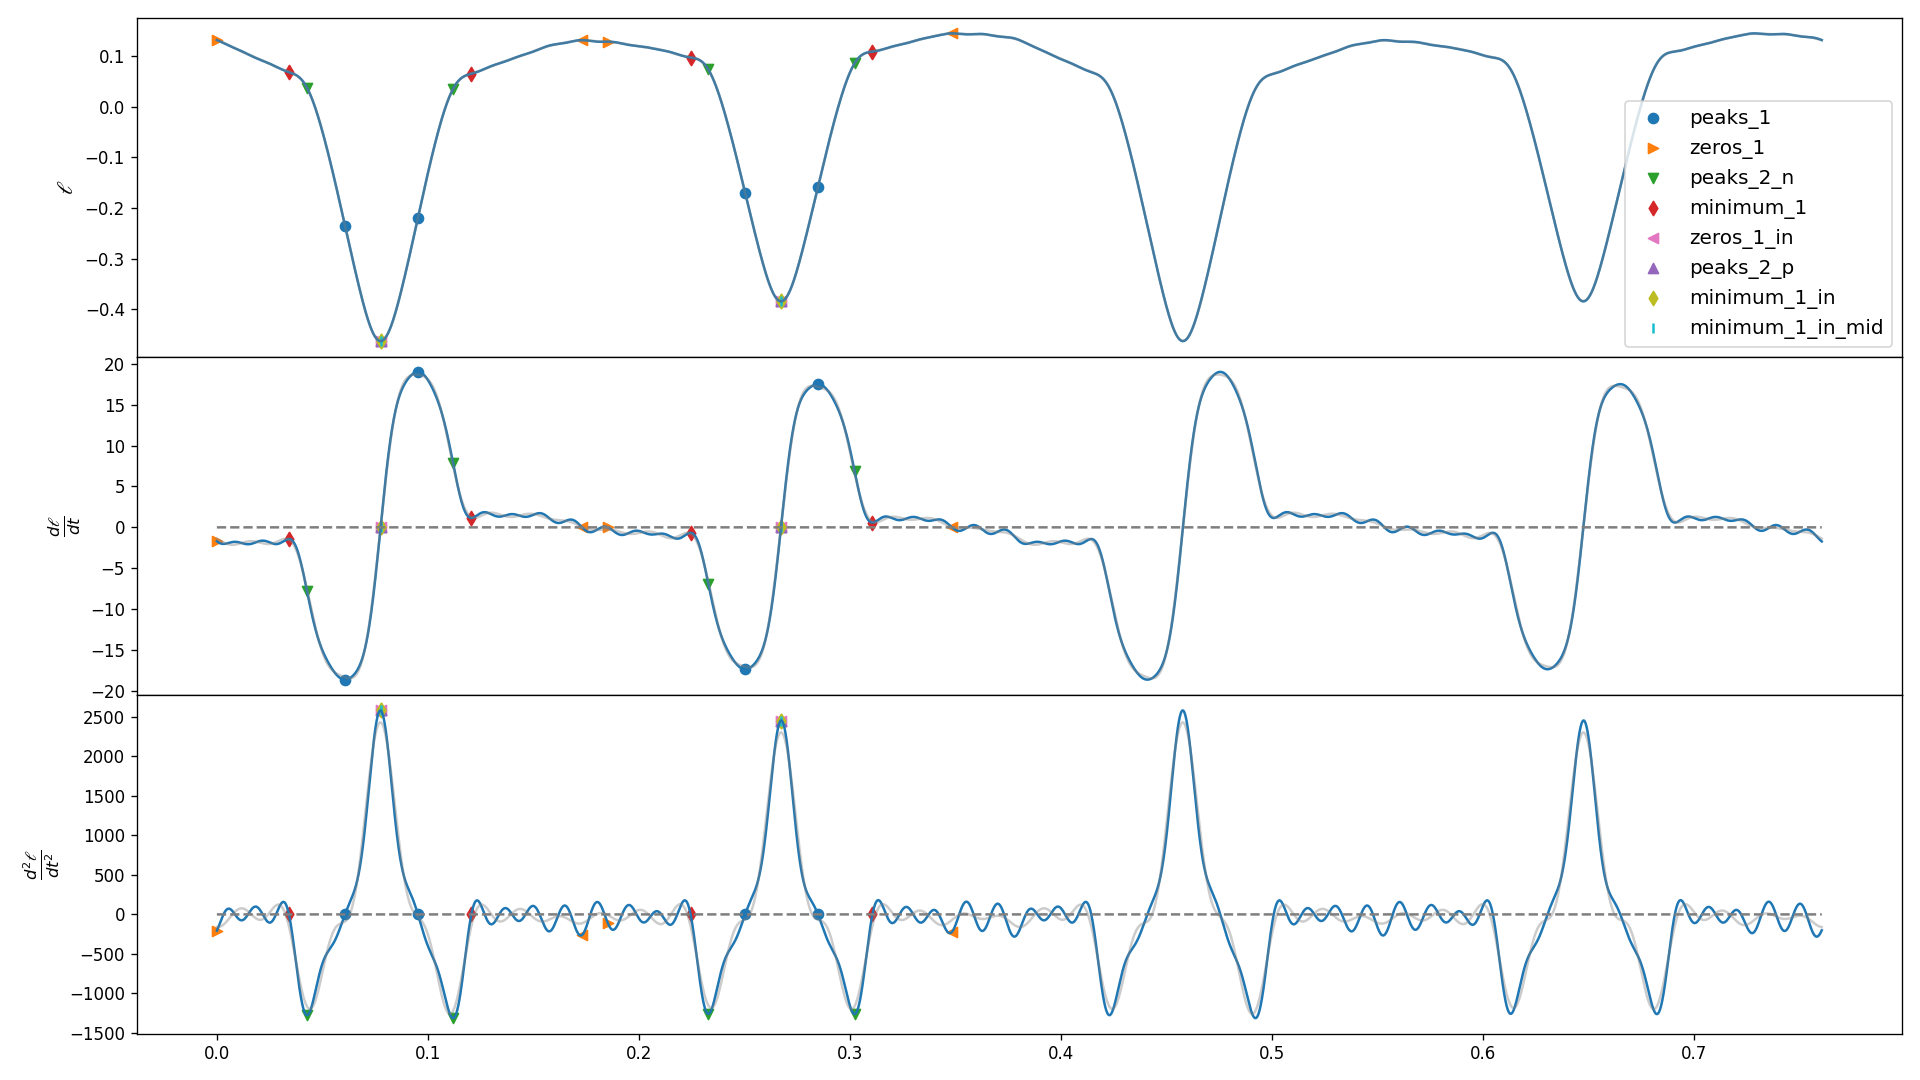 0.1
0.0
−0.1
−0.2
−0.3
−0.4
ℓ
peaks_1
zeros_1
peaks_2_n
minimum_1
zeros_1_in
peaks_2_p
minimum_1_in
minimum_1_in_mid
20
15
10
5
0
−5
−10
−15
−20
dℓ
dt
2500
2000
1500
1000
500
0
−500
−1000
−1500
d²ℓ
dt²
0.0 0.1 0.2 0.3 0.4 0.5 0.6 0.7